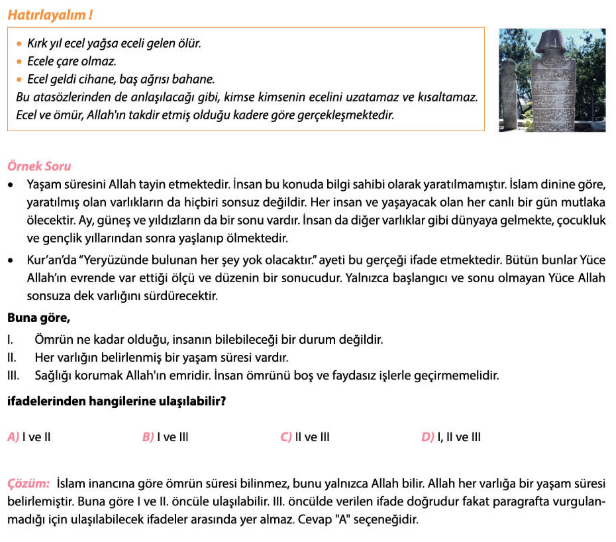 Hatırlayalım !
• Kırk yıl ecel yağsa eceli gelen ölür.
• Ecele çare olmaz.
• Ecel geldi cihane, baş ağrısı bahane.
Bu atasözlerinden de anlaşılacağı gibi, kimse kimsenin ecelini uzatamaz ve kısaltamaz.
Ecel ve ömür, Allah'ın takdir etmiş olduğu kadere göre gerçekleşmektedir.
Örnek Soru
• Yaşam süresini Allah tayin etmektedir. İnsan bu konuda bilgi sahibi olarak yaratılmamıştır. İslam dinine göre,
yaratılmış olan varlıkların da hiçbiri sonsuz değildir. Her insan ve yaşayacak olan her canlı bir gün mutlaka
ölecektir. Ay, güneş ve yıldızların da bir sonu vardır. İnsan da diğer varlıklar gibi dünyaya gelmekte, çocukluk
ve gençlik yıllarından sonra yaşlanıp ölmektedir.
• Kur'an'da "Yeryüzünde bulunan her şey yok olacaktır." ayeti bu gerçeği ifade etmektedir. Bütün bunlar Yüce
Allah'ın evrende var ettiği ölçü ve düzenin bir sonucudur. Yalnızca başlangıcı ve sonu olmayan Yüce Allah
sonsuza dek varlığını sürdürecektir.
Buna göre,
I. Ömrün ne kadar olduğu, insanın bilebileceği bir durum değildir.
II. Her varlığın belirlenmiş bir yaşam süresi vardır.
III. Sağlığı korumak Allah'ın emridir. İnsan ömrünü boş ve faydasız işlerle geçirmemelidir.
ifadelerinden hangilerine ulaşılabilir?
A) I ve II B) I ve III C) II ve III D) I, II ve III
Çözüm: İslam inancına göre ömrün süresi bilinmez, bunu yalnızca Allah bilir. Allah her varlığa bir yaşam süresi
belirlemiştir. Buna göre I ve II. öncüle ulaşılabilir. III. öncülde verilen ifade doğrudur fakat paragrafta vurgulan-
madığı için ulaşılabilecek ifadeler arasında yer almaz. Cevap "A" seçeneğidir.